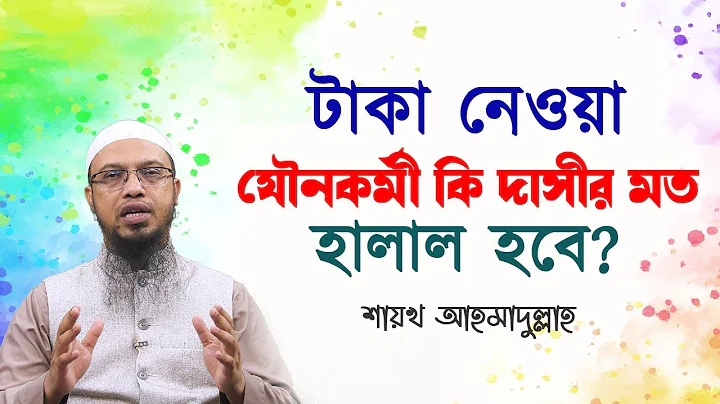 টাকা নেওয়া
যৌনকর্মী কি দাসীর মত
হালাল হবে?
শায়খ আহমাদুল্লাহ